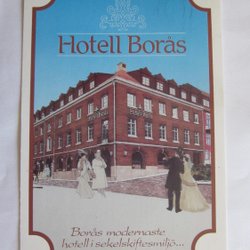 Hotell Borås
Borås modernaste
hotell i sekelskiftesmiljö...